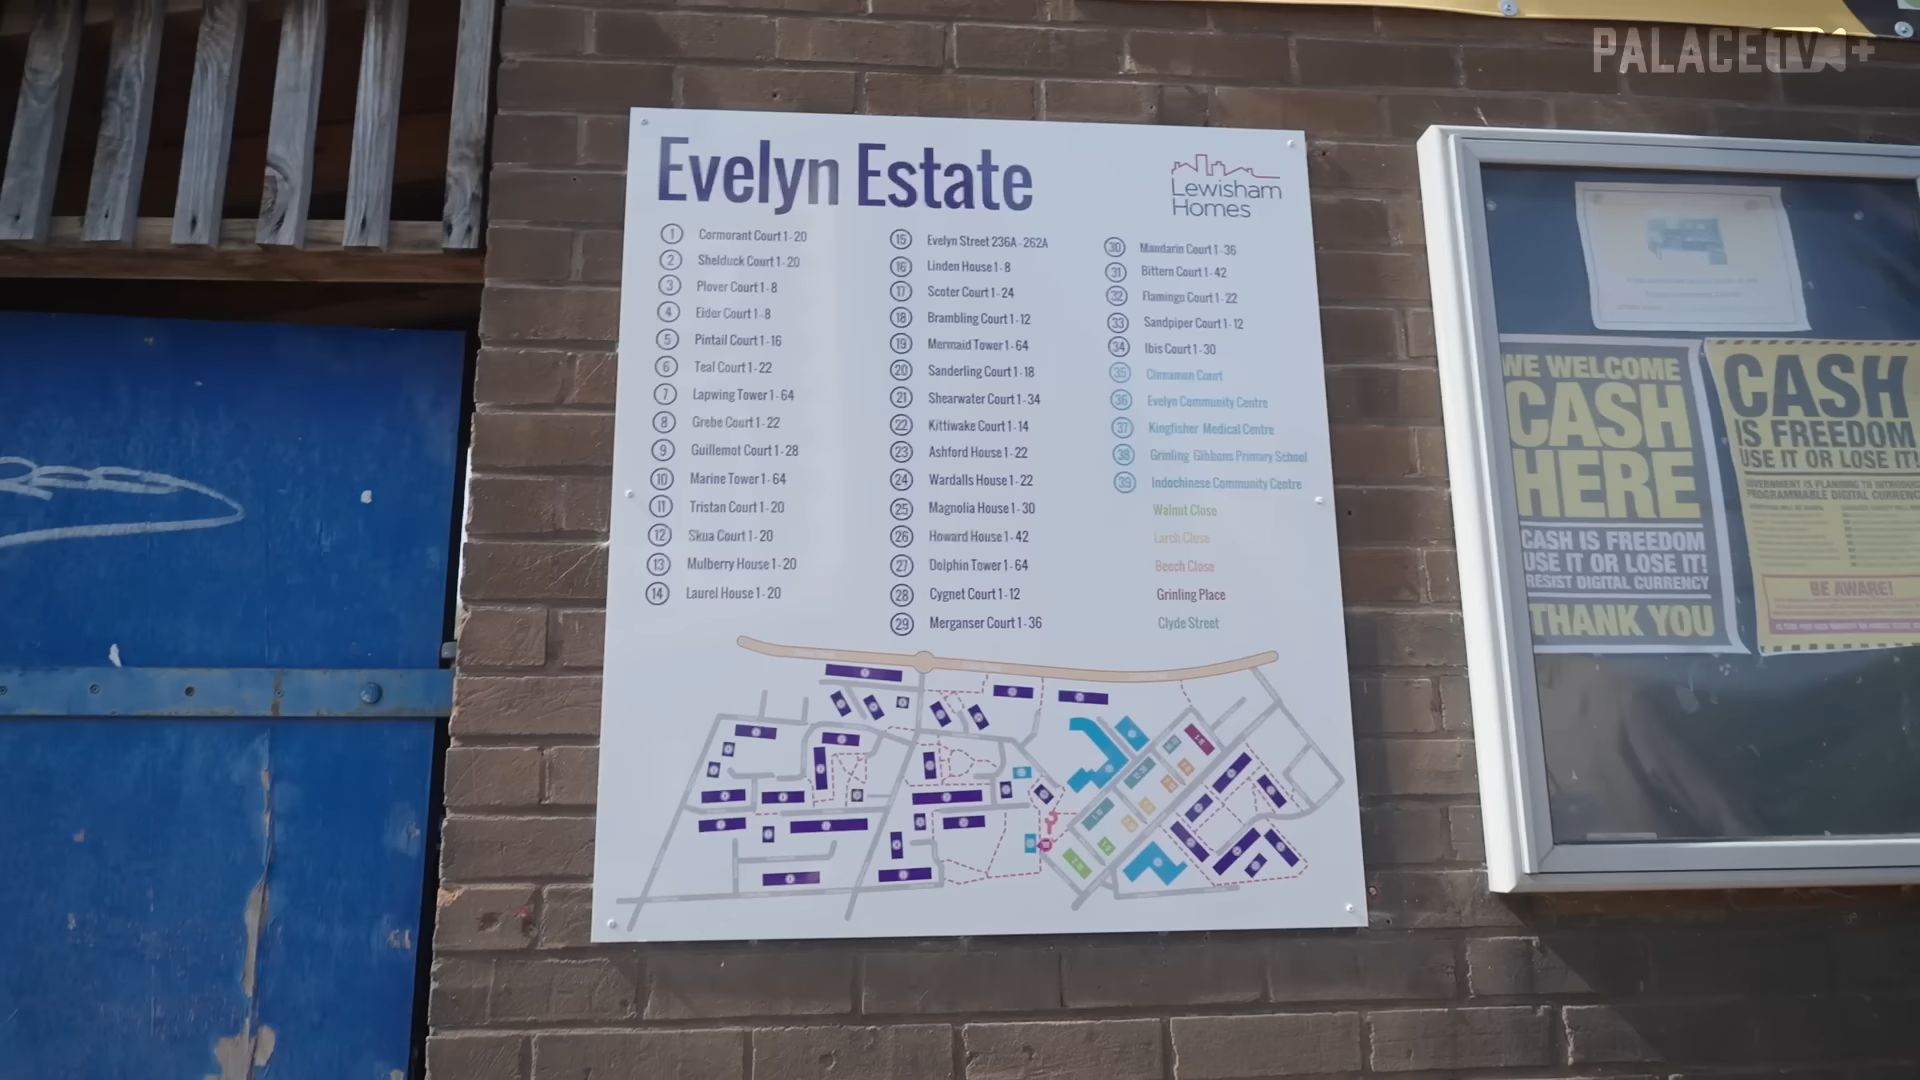 PALACE TV+
Evelyn Estate
Lewisham
Homes
1 Cormorant Court 1-20
2 Shelduck Court 1-20
3 Plover Court 1-8
4 Eider Court 1-8
5 Pintail Court 1-16
6 Teal Court 1-22
7 Lapwing Tower 1-64
8 Grebe Court 1-22
9 Guillemot Court 1-28
10 Marine Tower 1-64
11 Tristan Court 1-20
12 Skua Court 1-20
13 Mulberry House 1-20
14 Laurel House 1-20
15 Evelyn Street 236A-262A
16 Linden House 1-8
17 Scoter Court 1-24
18 Brambling Court 1-12
19 Mermaid Tower 1-64
20 Sanderling Court 1-18
21 Shearwater Court 1-34
22 Kittiwake Court 1-14
23 Ashford House 1-22
24 Wardalls House 1-22
25 Magnolia House 1-30
26 Howard House 1-42
27 Dolphin Tower 1-64
28 Cygnet Court 1-12
29 Merganser Court 1-36
30 Mandarin Court 1-36
31 Bittern Court 1-42
32 Flamingo Court 1-22
33 Sandpiper Court 1-12
34 Ibis Court 1-30
35 Cinnamon Court
36 Evelyn Community Centre
37 Kingfisher Medical Centre
38 Grinling Gibbons Primary School
39 Indochinese Community Centre
Walnut Close
Larch Close
Beech Close
Grinling Place
Clyde Street
WE WELCOME
CASH
HERE
CASH IS FREEDOM
USE IT OR LOSE IT!
RESIST DIGITAL CURRENCY
THANK YOU
CASH
IS FREEDOM
USE IT OR LOSE IT!
GOVERNMENT IS PLANNING TO
PROGRAMMABLE DIGITAL
BE AWARE!